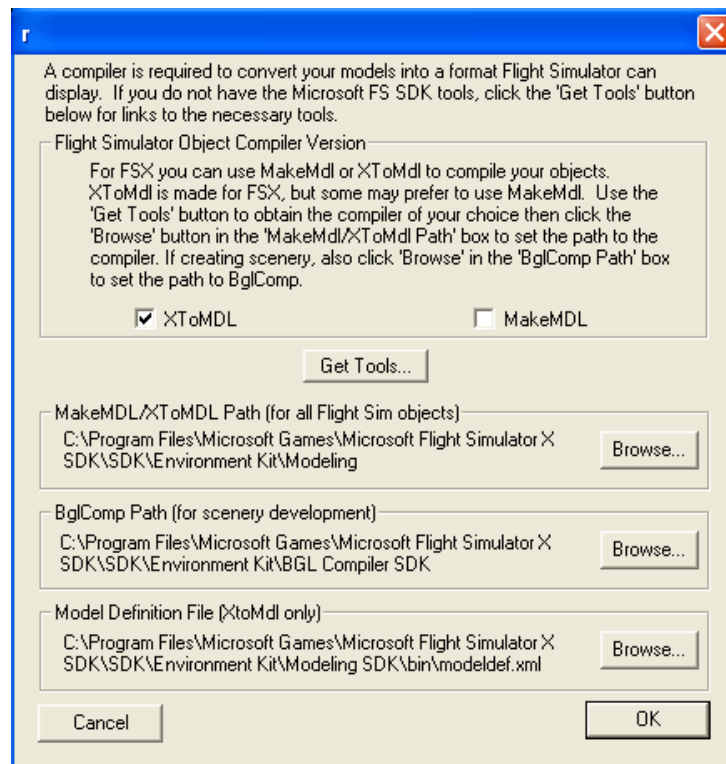 r
A compiler is required to convert your models into a format Flight Simulator can
display. If you do not have the Microsoft FS SDK tools, click the 'Get Tools' button
below for links to the necessary tools.
Flight Simulator Object Compiler Version
For FSX you can use MakeMdl or XToMdl to compile your objects.
XToMdl is made for FSX, but some may prefer to use MakeMdl. Use the
'Get Tools' button to obtain the compiler of your choice then click the
'Browse' button in the 'MakeMdl/XToMdl Path' box to set the path to the
compiler. If creating scenery, also click 'Browse' in the 'BglComp Path' box
to set the path to BglComp.
XToMDL
MakeMDL
Get Tools...
MakeMDL/XToMDL Path (for all Flight Sim objects)
C:\Program Files\Microsoft Games\Microsoft Flight Simulator X
SDK\SDK\Environment Kit\Modeling
Browse...
BglComp Path (for scenery development)
C:\Program Files\Microsoft Games\Microsoft Flight Simulator X
SDK\SDK\Environment Kit\BGL Compiler SDK
Browse...
Model Definition File (XtoMdl only)
C:\Program Files\Microsoft Games\Microsoft Flight Simulator X
SDK\SDK\Environment Kit\Modeling SDK\bin\modeldef.xml
Browse...
Cancel
OK